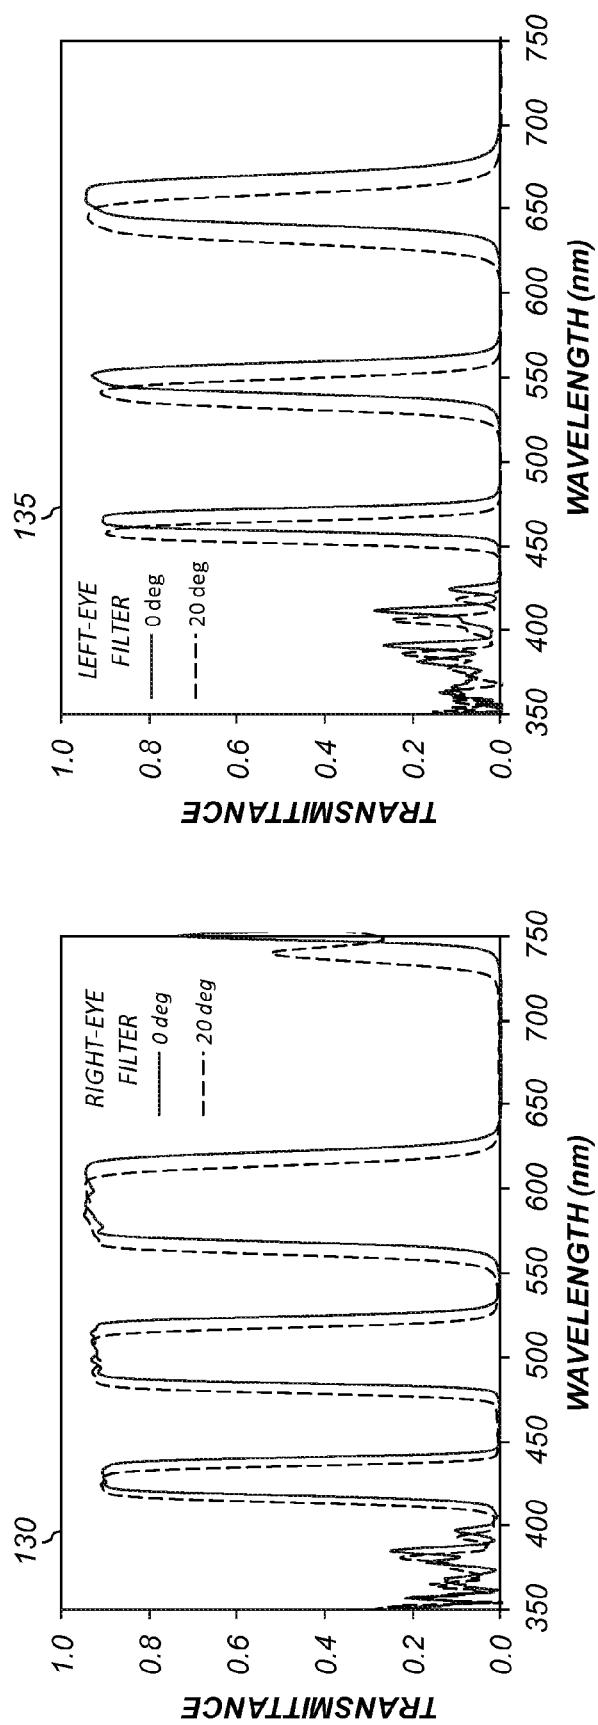 130
RIGHT-EYE
FILTER
0 deg
20 deg
TRANSMITTANCE
1.0
0.8
0.6
0.4
0.2
0.0
350
400
450
500
550
600
650
700
750
WAVELENGTH (nm)
135
LEFT-EYE
FILTER
0 deg
20 deg
TRANSMITTANCE
1.0
0.8
0.6
0.4
0.2
0.0
350
400
450
500
550
600
650
700
750
WAVELENGTH (nm)